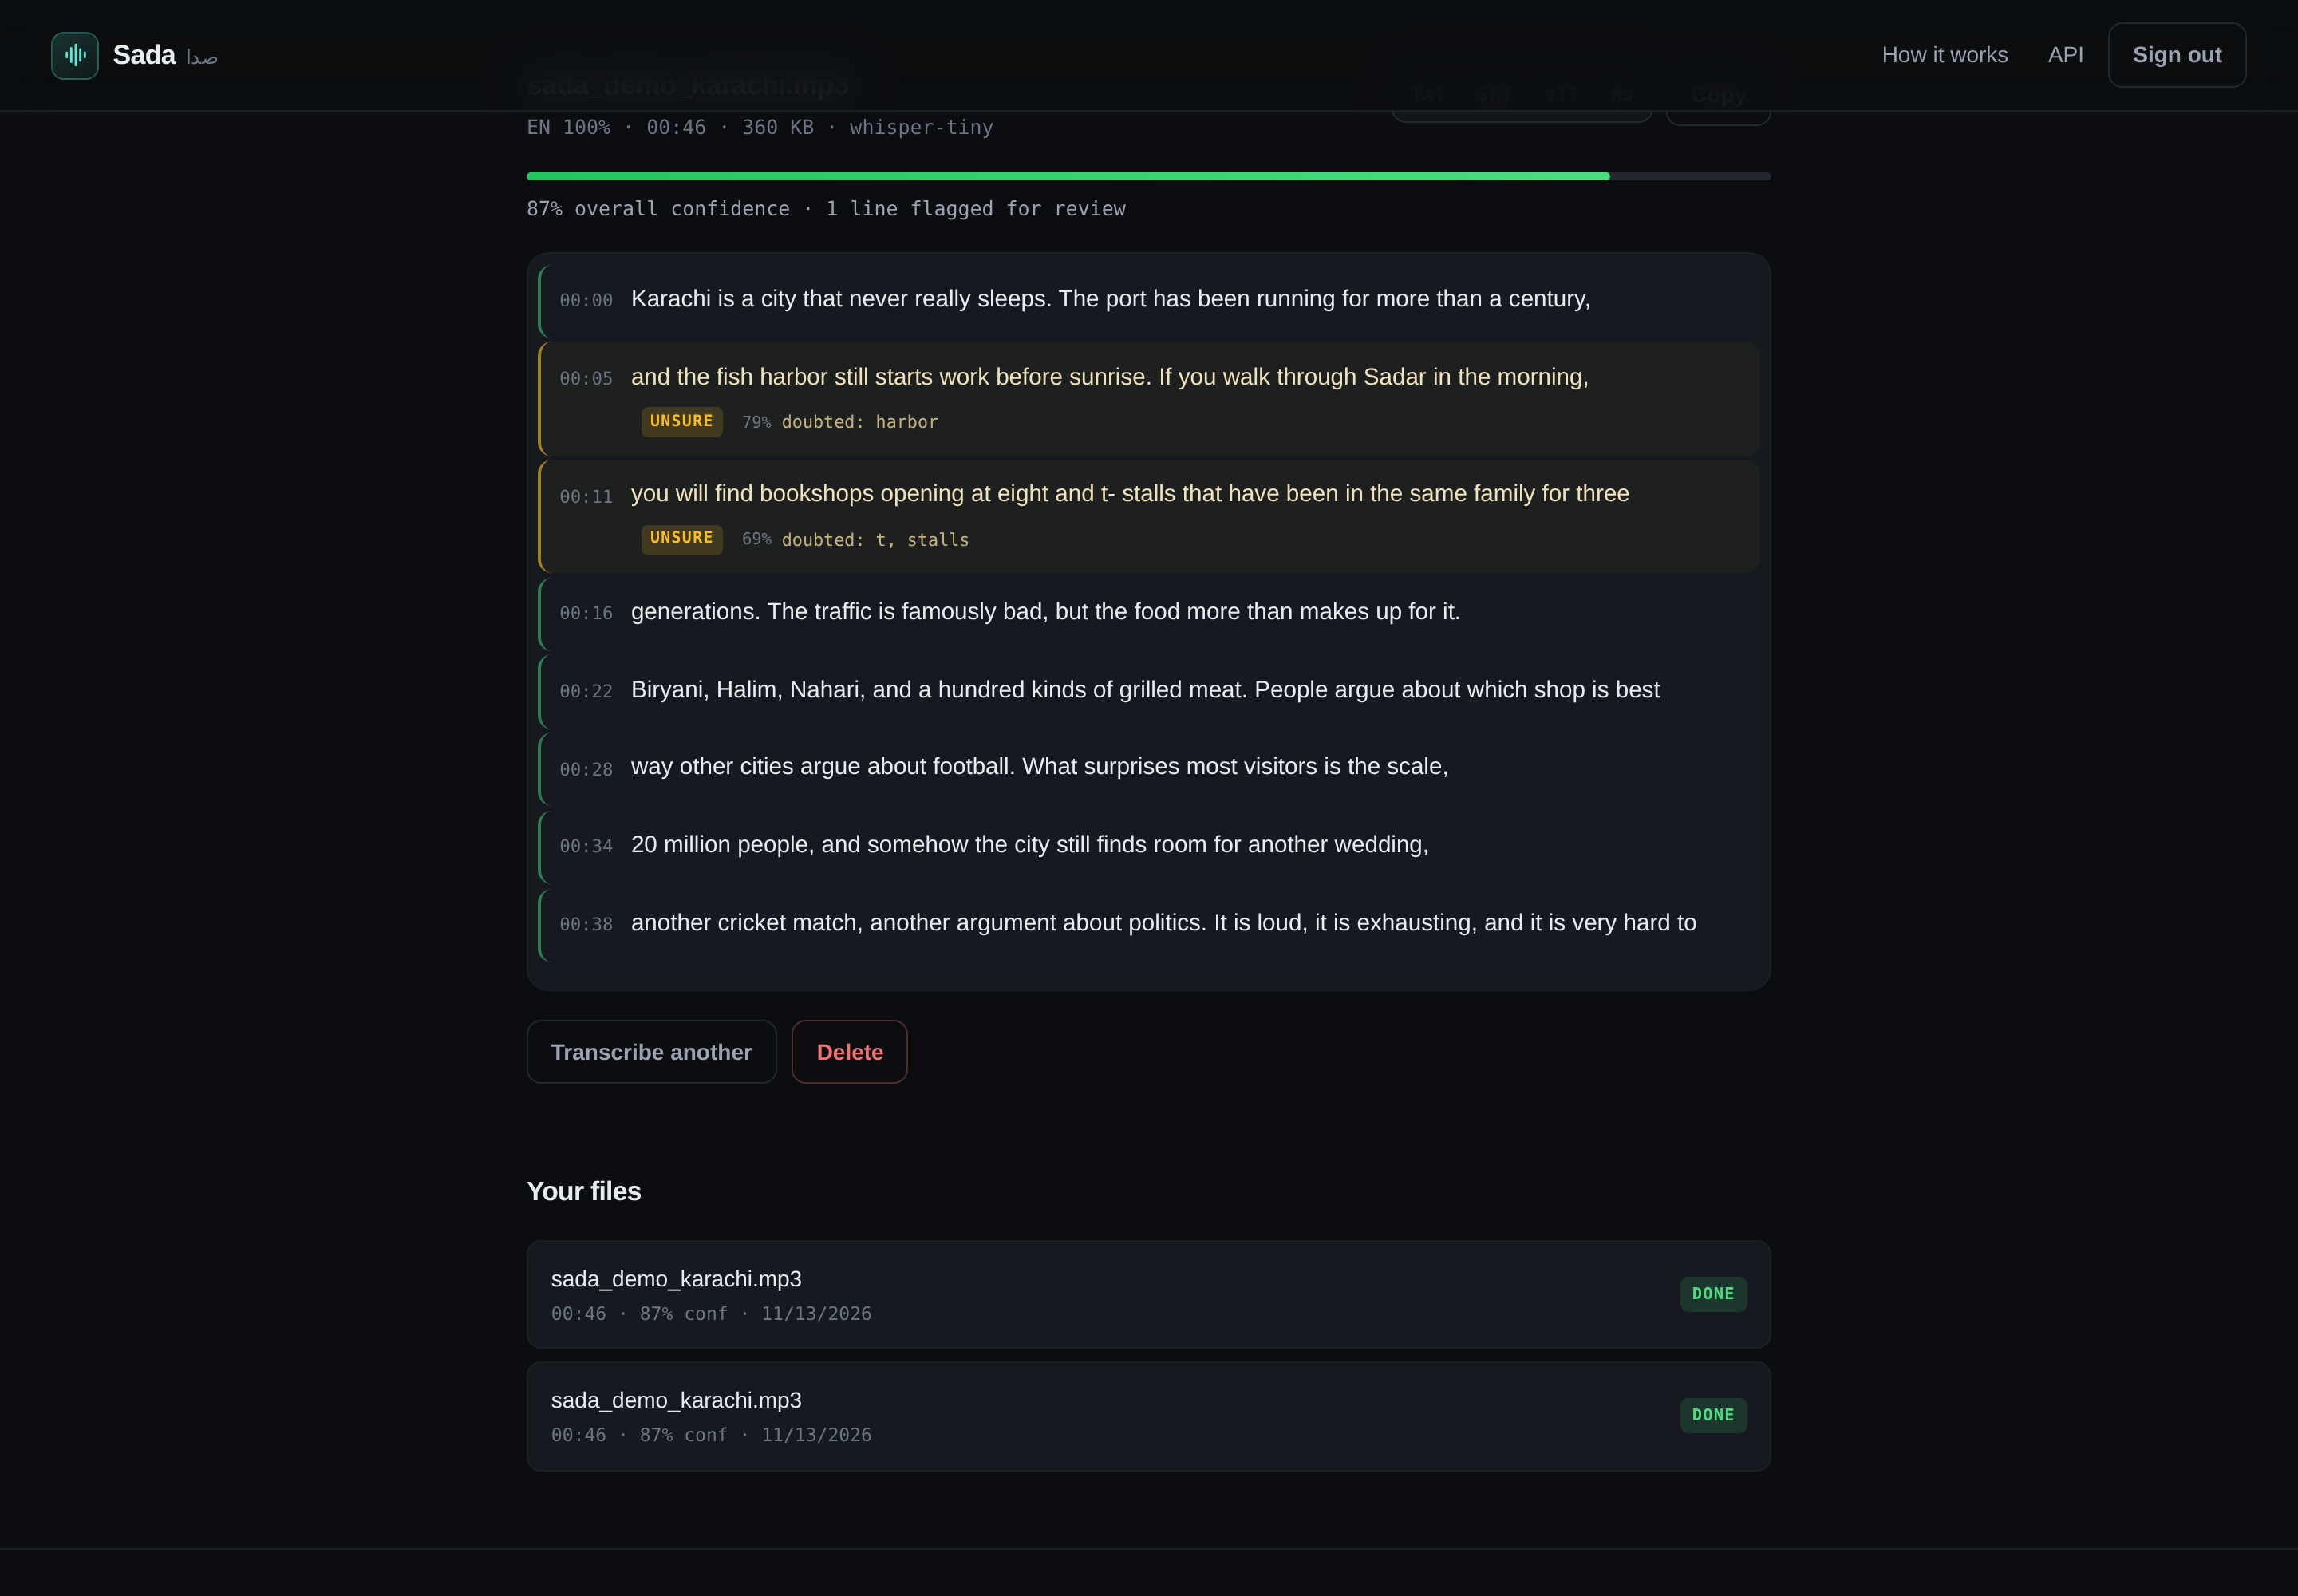 Sada صدا
How it works
API
Sign out
sada_demo_karachi.mp3
Copy
EN 100% · 00:46 · 360 KB · whisper-tiny
87% overall confidence · 1 line flagged for review
00:00 Karachi is a city that never really sleeps. The port has been running for more than a century,
00:05 and the fish harbor still starts work before sunrise. If you walk through Sadar in the morning,
UNSURE 79% doubted: harbor
00:11 you will find bookshops opening at eight and t- stalls that have been in the same family for three
UNSURE 69% doubted: t, stalls
00:16 generations. The traffic is famously bad, but the food more than makes up for it.
00:22 Biryani, Halim, Nahari, and a hundred kinds of grilled meat. People argue about which shop is best
00:28 way other cities argue about football. What surprises most visitors is the scale,
00:34 20 million people, and somehow the city still finds room for another wedding,
00:38 another cricket match, another argument about politics. It is loud, it is exhausting, and it is very hard to
Transcribe another
Delete
Your files
sada_demo_karachi.mp3
00:46 · 87% conf · 11/13/2026
DONE
sada_demo_karachi.mp3
00:46 · 87% conf · 11/13/2026
DONE